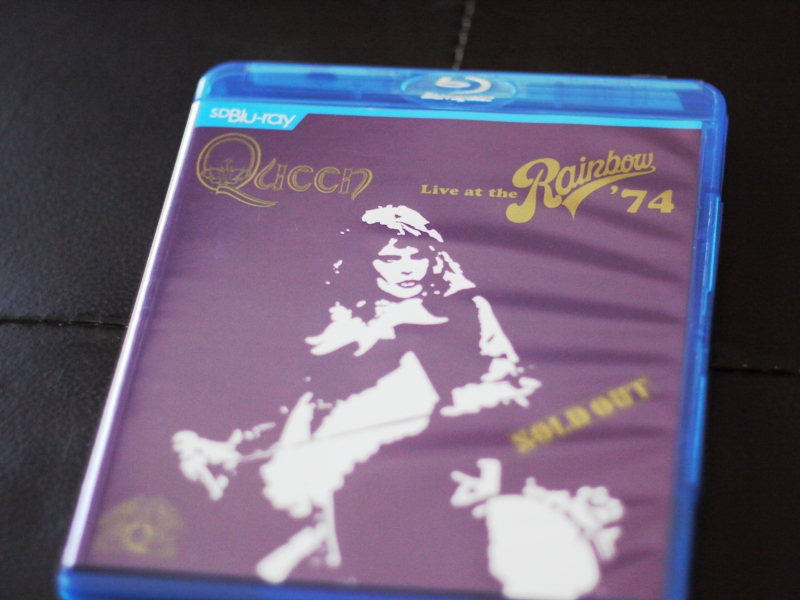 SDBlu-ray
Queen
Live at the Rainbow '74
SOLD OUT